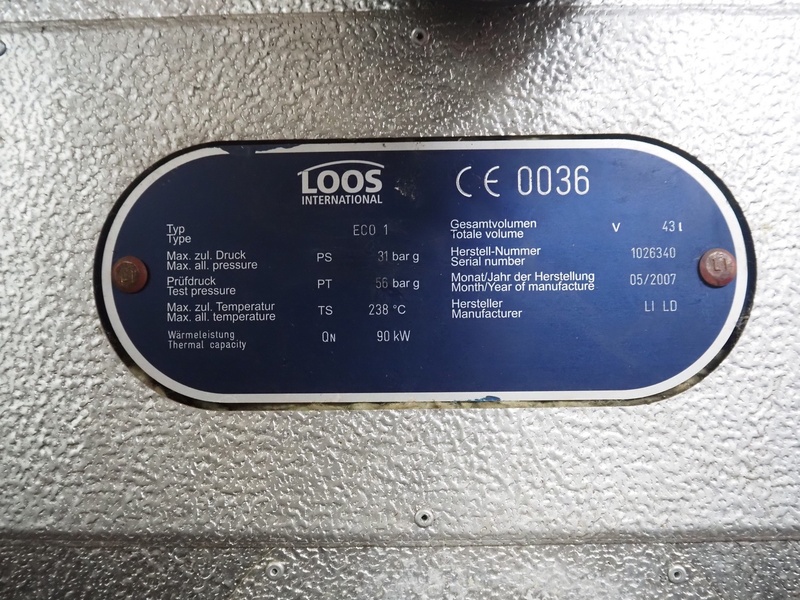 LOOS
INTERNATIONAL
CE 0036
Typ
Type
ECO 1
Max. zul. Druck
Max. all. pressure
PS 31 bar g
Prüfdruck
Test pressure
PT 56 bar g
Max. zul. Temperatur
Max. all. temperature
TS 238 °C
Wärmeleistung
Thermal capacity
QN 90 kW
Gesamtvolumen
Totale volume
V 43 l
Herstell-Nummer
Serial number
1026340
Monat/Jahr der Herstellung
Month/Year of manufacture
05/2007
Hersteller
Manufacturer
LI LD